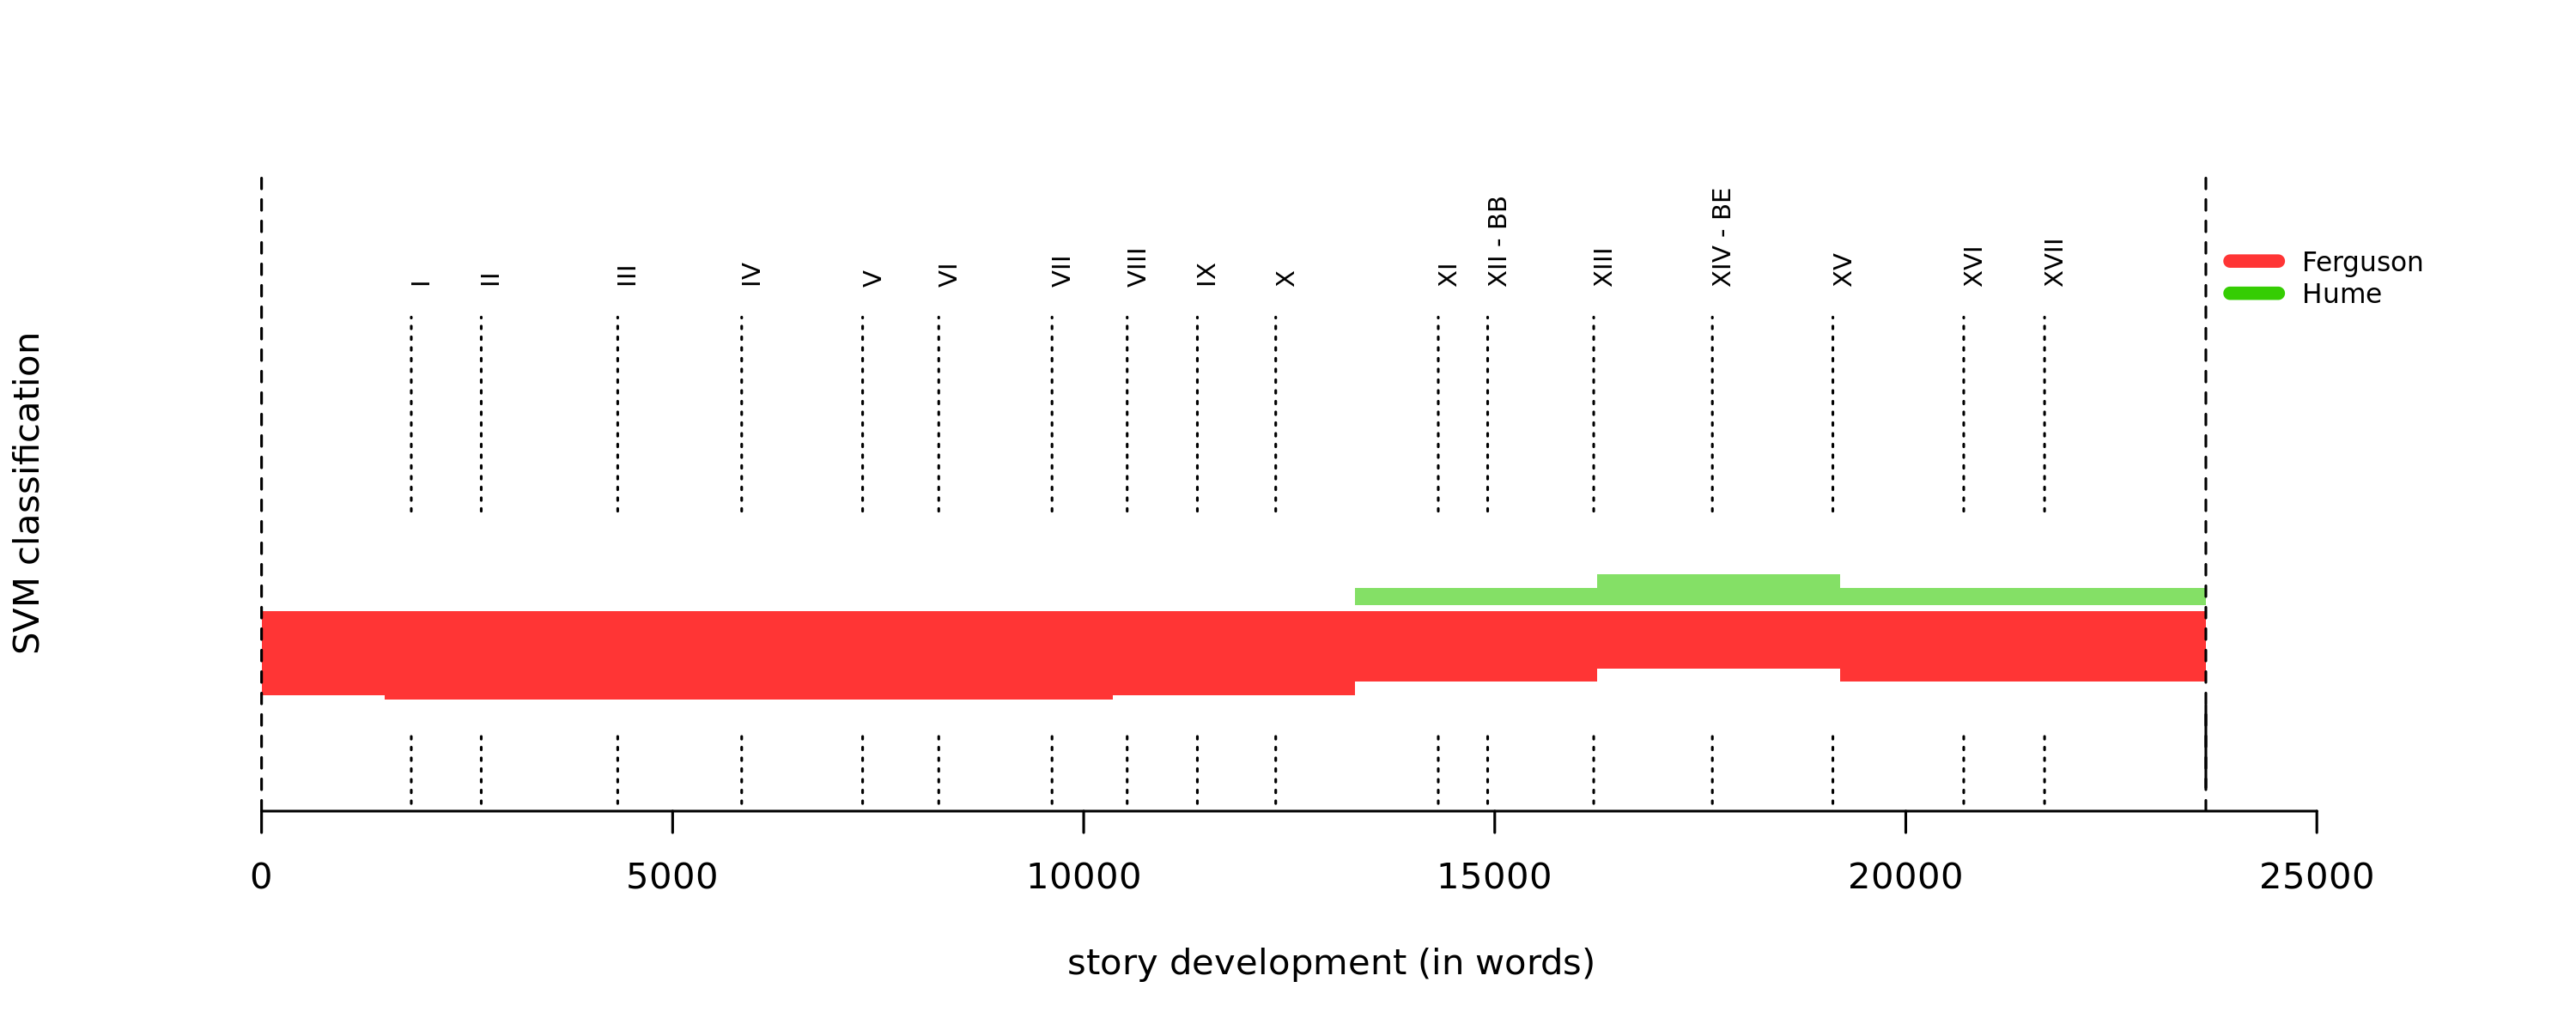 I
II
III
IV
V
VI
VII
VIII
IX
X
XI
XII - BB
XIII
XIV - BE
XV
XVI
XVII
Ferguson
Hume
SVM classification
0
5000
10000
15000
20000
25000
story development (in words)